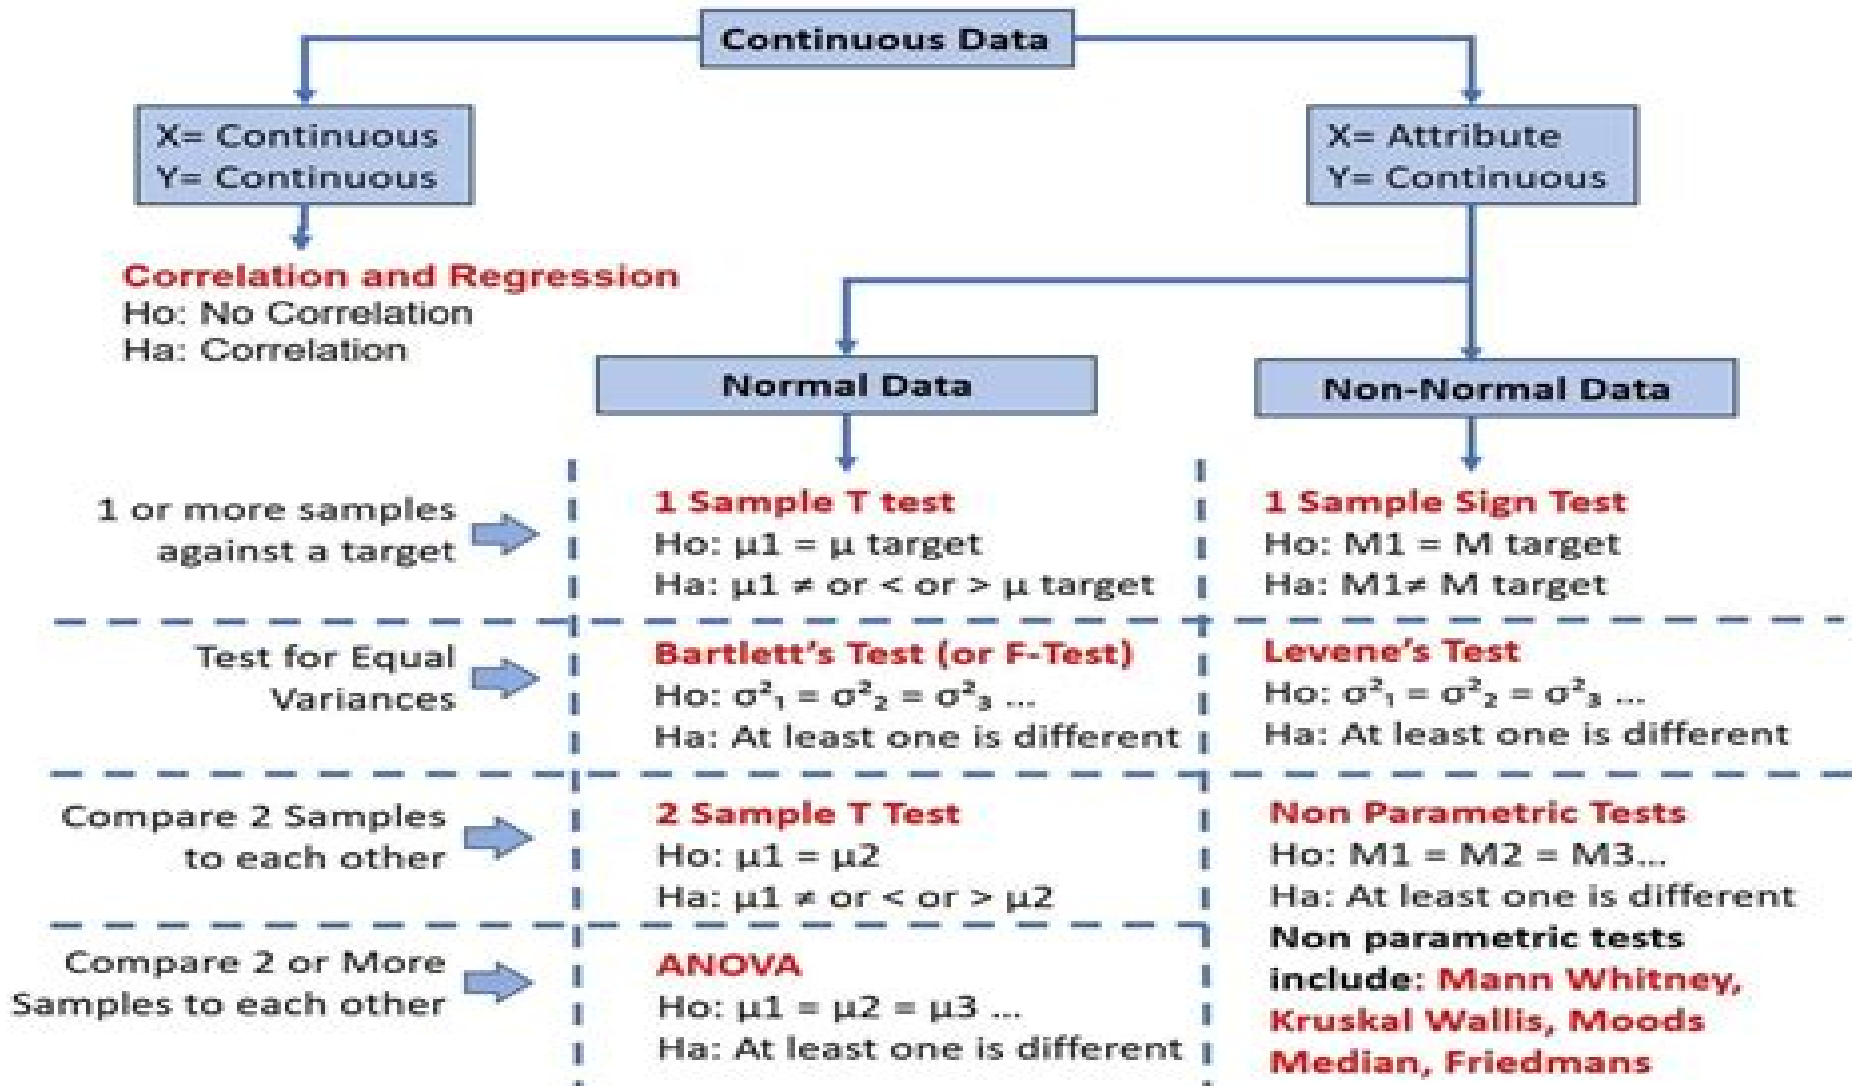 Continuous Data
X= Continuous
Y= Continuous
X= Attribute
Y= Continuous
Correlation and Regression
Ho: No Correlation
Ha: Correlation
Normal Data
Non-Normal Data
1 or more samples
against a target
1 Sample T test
Ho: μ1 = μ target
Ha: μ1 ≠ or < or > μ target
1 Sample Sign Test
Ho: M1 = M target
Ha: M1≠ M target
Test for Equal
Variances
Bartlett’s Test (or F-Test)
Ho: σ²₁ = σ²₂ = σ²₃ ...
Ha: At least one is different
Levene’s Test
Ho: σ²₁ = σ²₂ = σ²₃ ...
Ha: At least one is different
Compare 2 Samples
to each other
2 Sample T Test
Ho: μ1 = μ2
Ha: μ1 ≠ or < or > μ2
Non Parametric Tests
Ho: M1 = M2 = M3...
Ha: At least one is different
Non parametric tests
include: Mann Whitney,
Kruskal Wallis, Moods
Median, Friedmans
Compare 2 or More
Samples to each other
ANOVA
Ho: μ1 = μ2 = μ3 ...
Ha: At least one is different